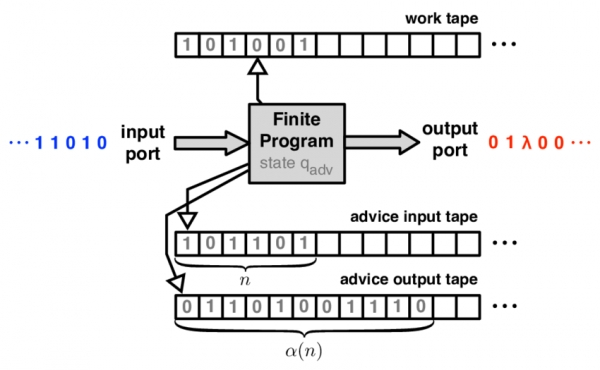 work tape
1 0 1 0 0 1 ...
Finite
Program
state q_adv
... 1 1 0 1 0
input
port
output
port
0 1 λ 0 0 ...
advice input tape
1 0 1 1 0 1 ...
n
advice output tape
0 1 1 0 1 0 0 1 1 1 0 ...
α(n)